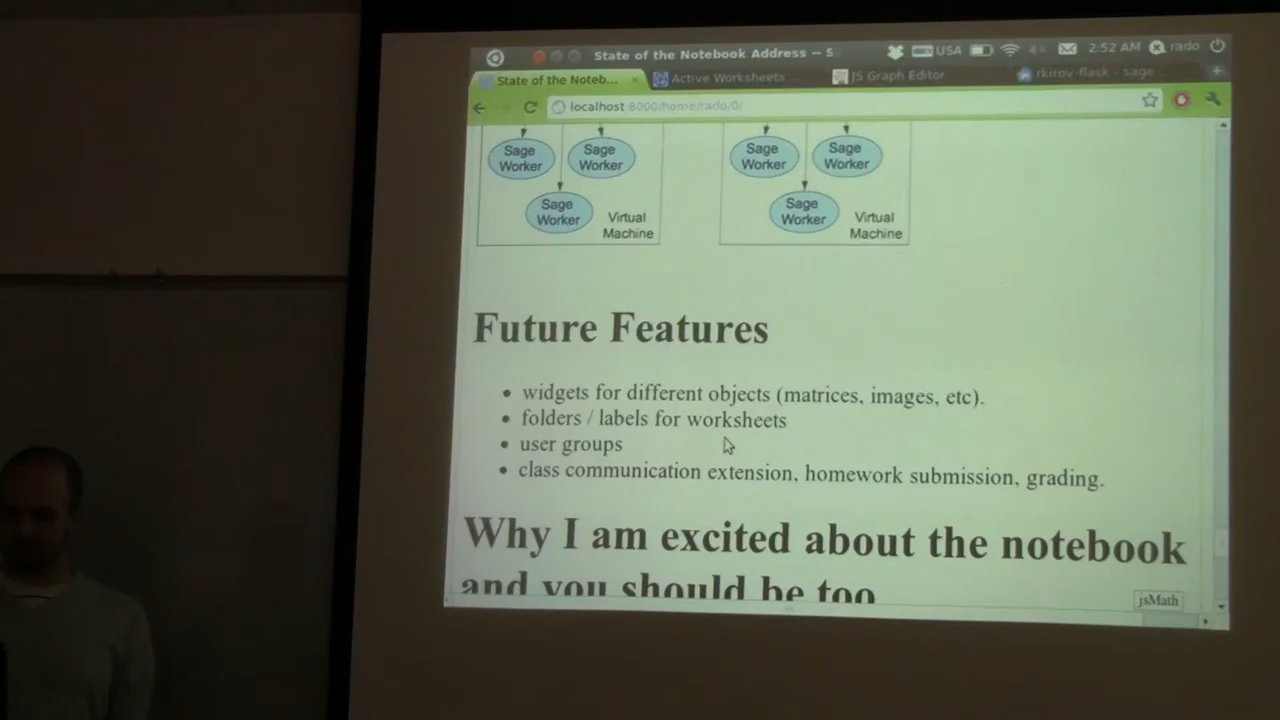 State of the Notebook Address – S
USA
2:52 AM
rado
State of the Noteb...
Active Worksheets
JS Graph Editor
rkirov-flask - sage ...
localhost:8000/home/rado/0/
Sage Worker
Sage Worker
Sage Worker
Virtual Machine
Sage Worker
Sage Worker
Sage Worker
Virtual Machine
Future Features
• widgets for different objects (matrices, images, etc).
• folders / labels for worksheets
• user groups
• class communication extension, homework submission, grading.
Why I am excited about the notebook
and you should be too
jsMath